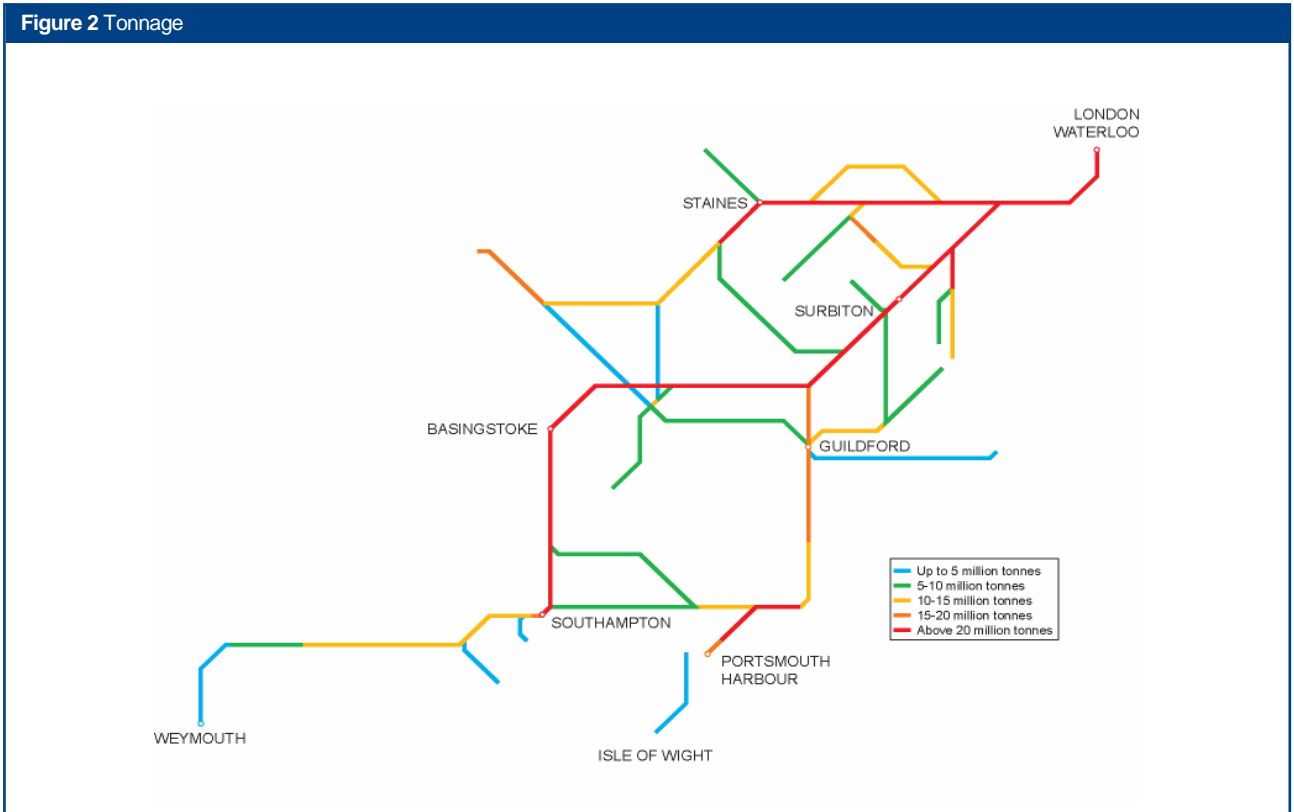 Figure 2 Tonnage
LONDON
WATERLOO
STAINES
SURBITON
BASINGSTOKE
GUILDFORD
Up to 5 million tonnes
5-10 million tonnes
10-15 million tonnes
15-20 million tonnes
Above 20 million tonnes
SOUTHAMPTON
PORTSMOUTH
HARBOUR
WEYMOUTH
ISLE OF WIGHT